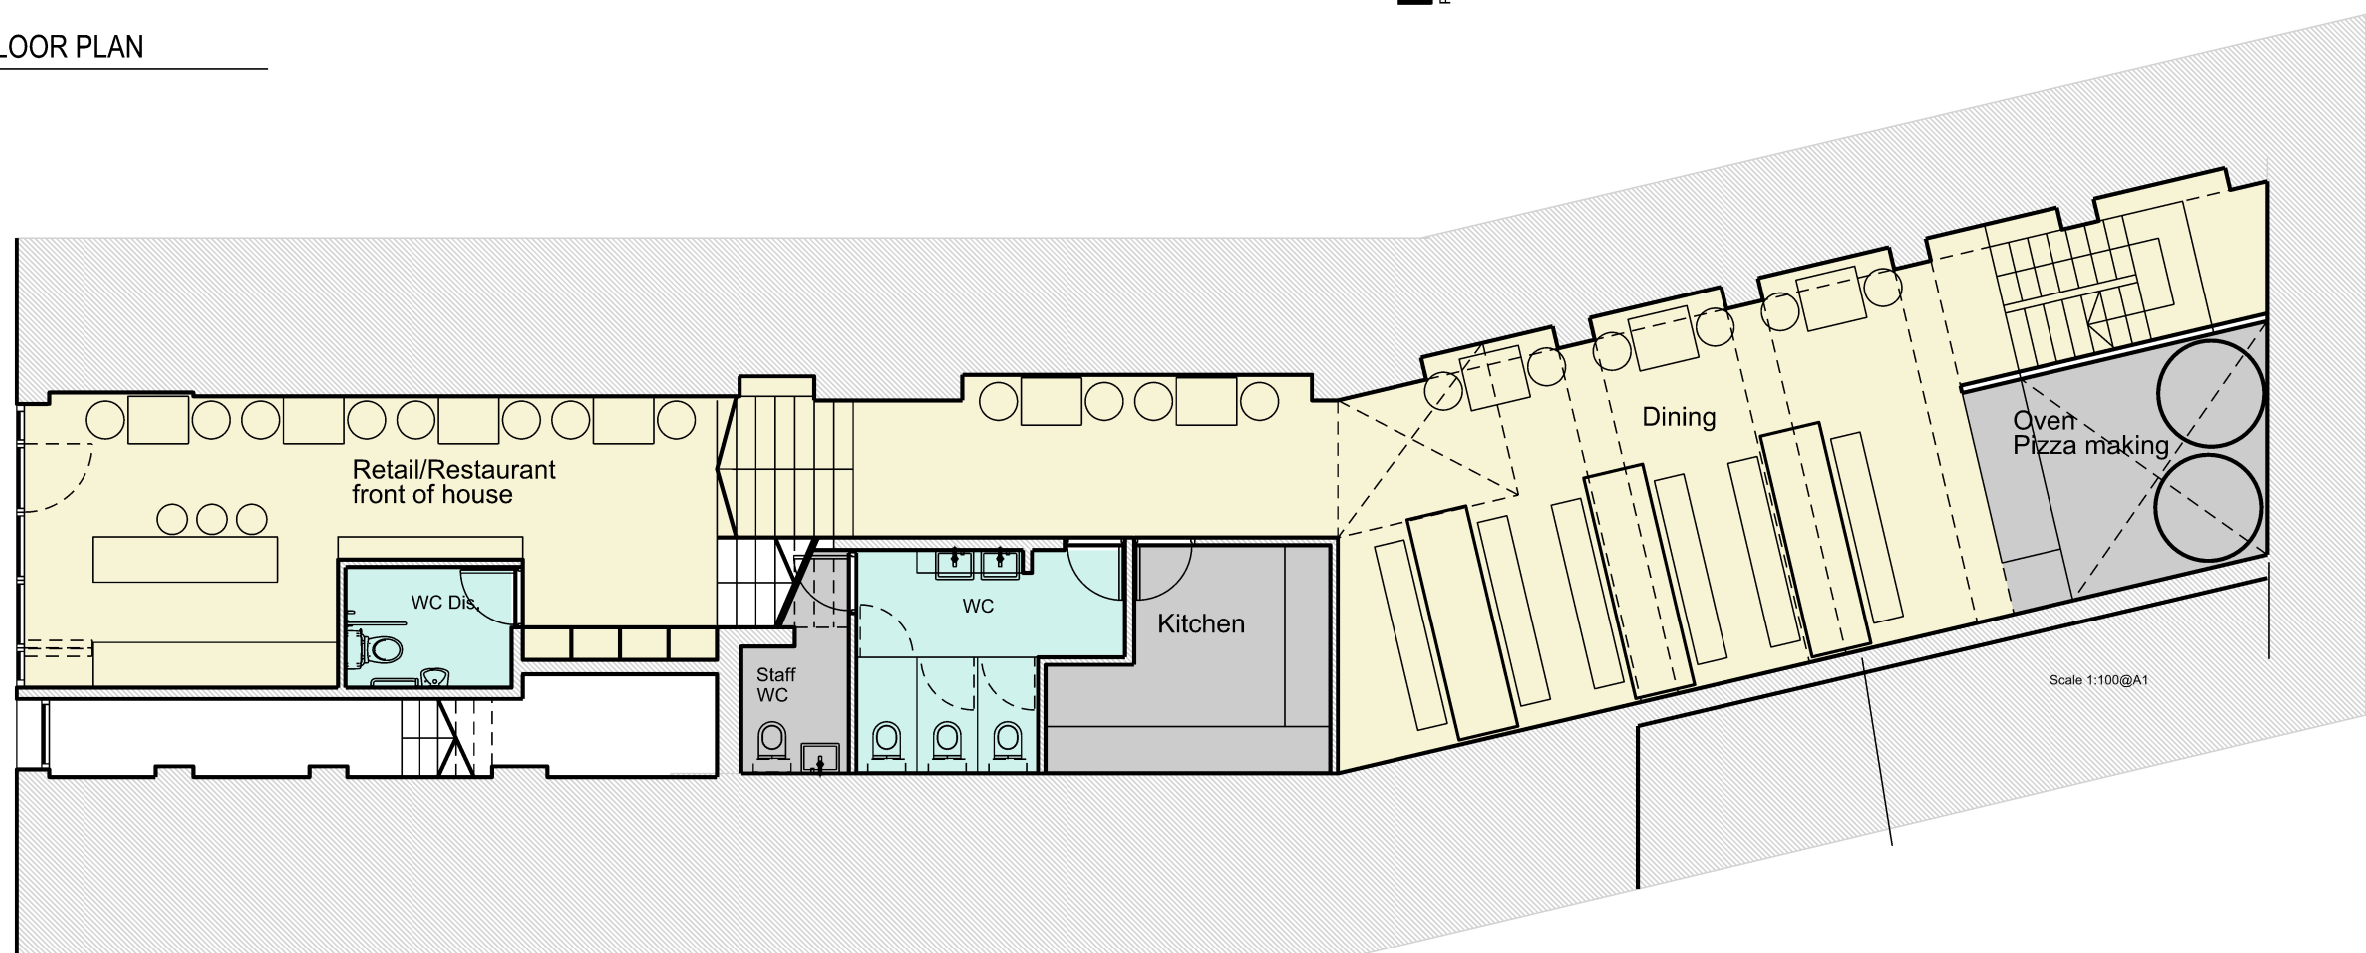 LOOR PLAN
Retail/Restaurant
front of house
WC Dis.
Staff
WC
WC
Kitchen
Dining
Oven
Pizza making
Scale 1:100@A1